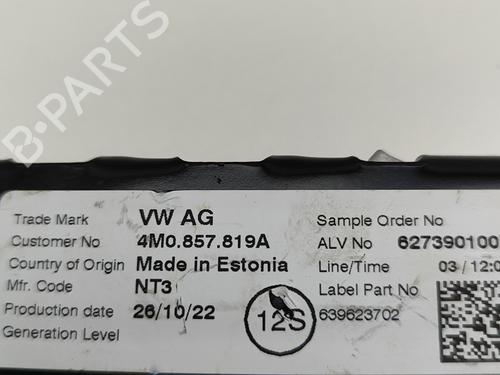 Trade Mark VW AG Sample Order No
Customer No 4M0.857.819A ALV No 627390100
Country of Origin Made in Estonia Line/Time 03 / 12:0
Mfr. Code NT3 Label Part No
Production date 26/10/22 12S 639623702
Generation Level
B-PARTS